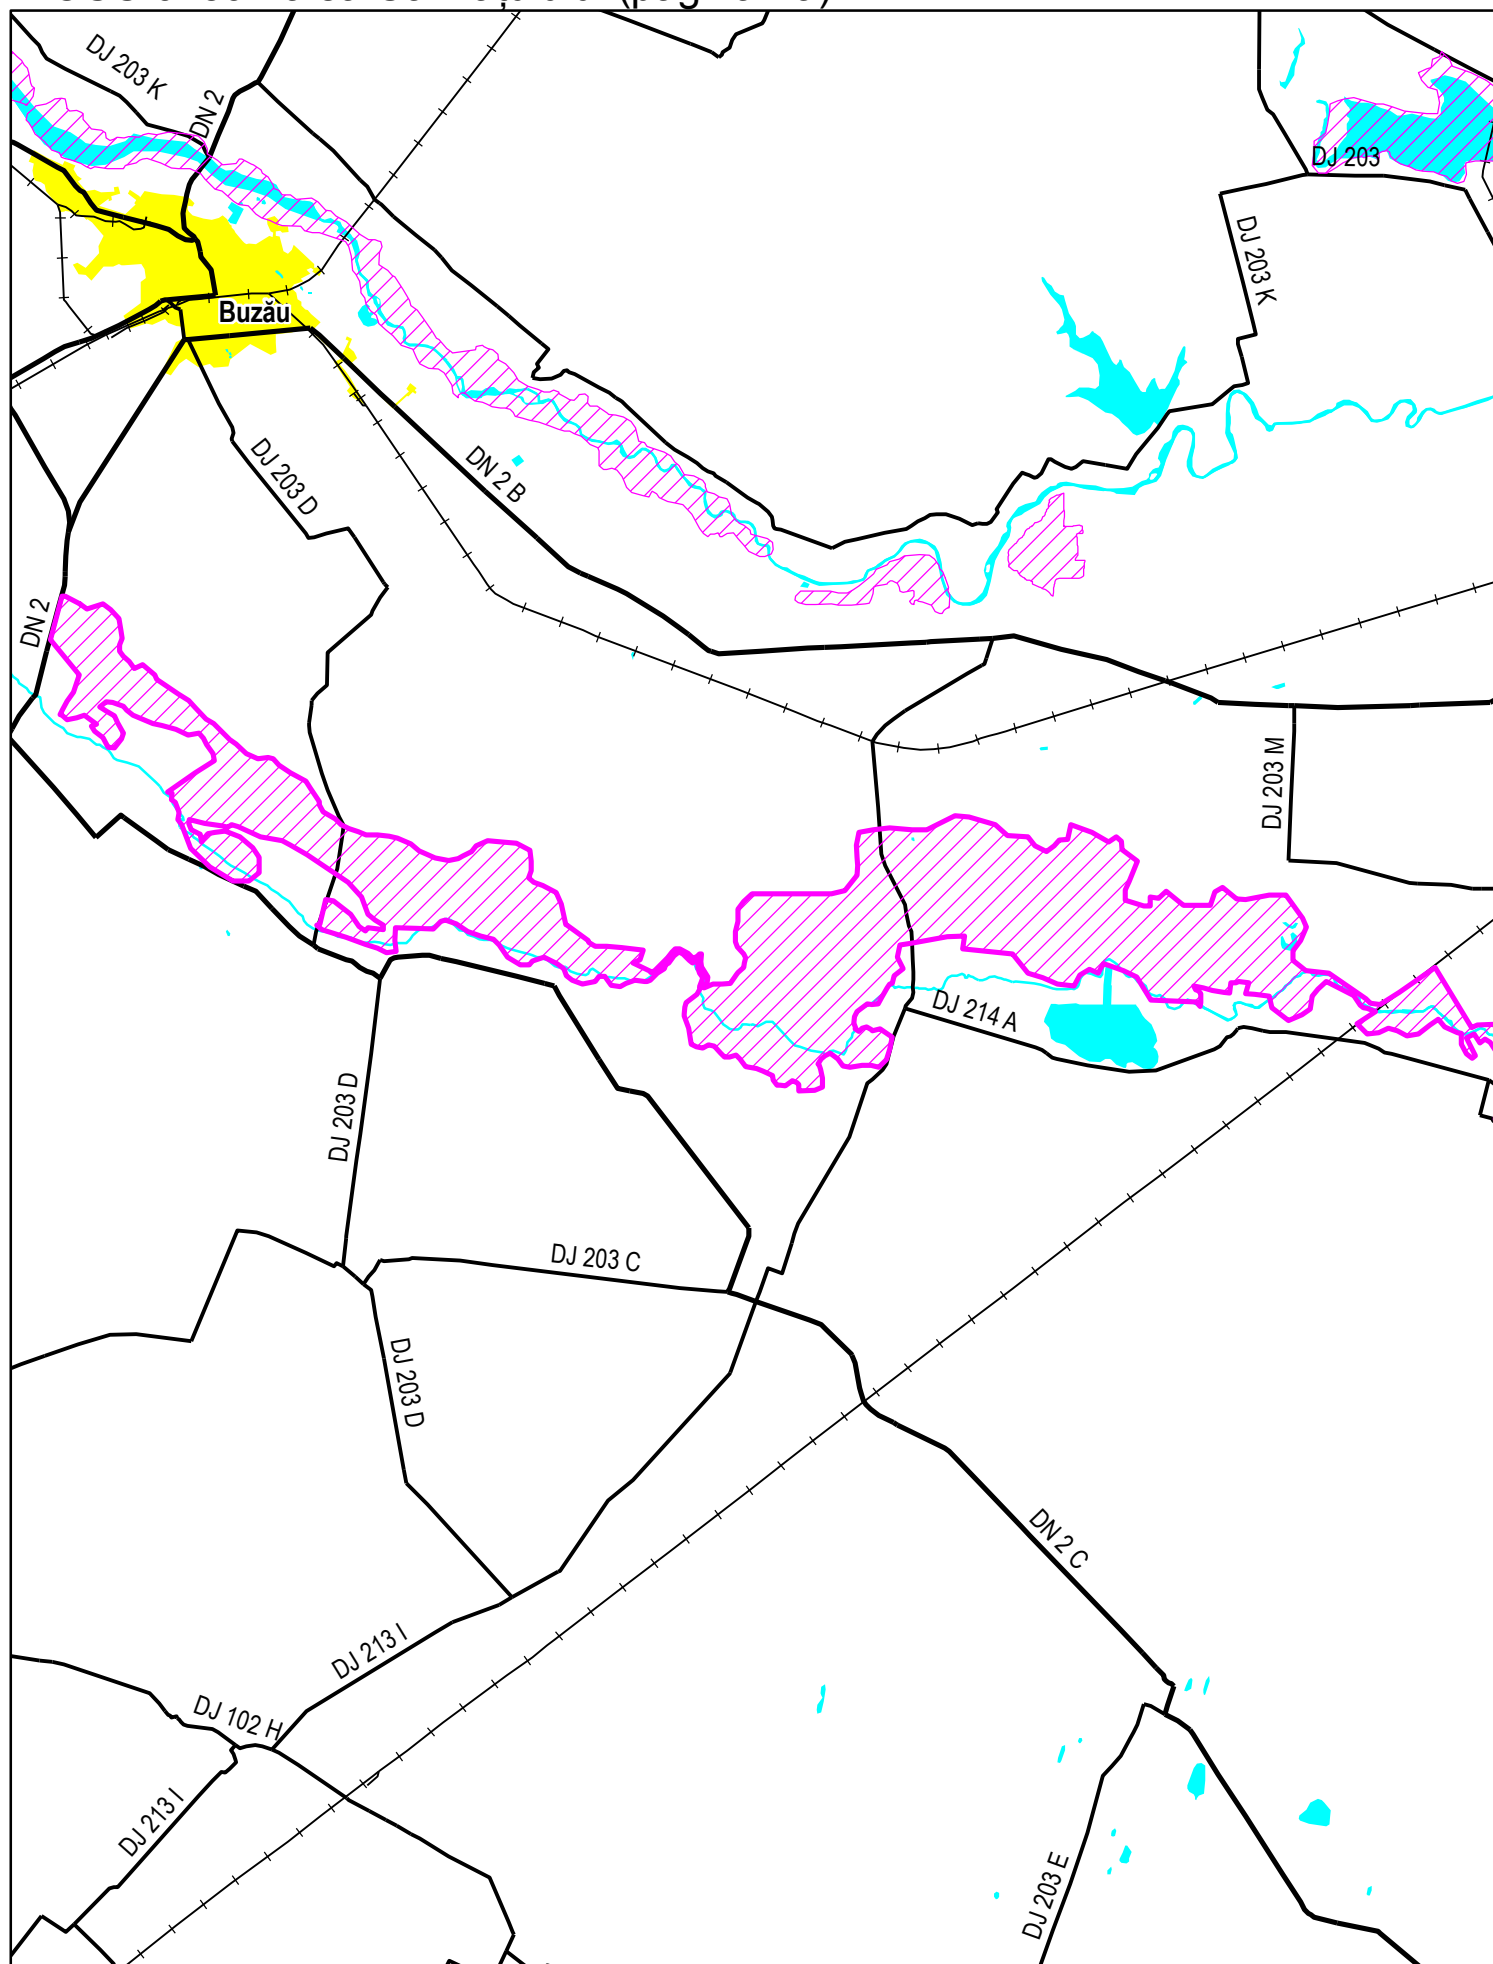 DJ 203 K
DN 2
DJ 203
DJ 203 K
Buzău
DJ 203 D
DN 2 B
DN 2
DJ 203 M
DJ 214 A
DJ 203 D
DJ 203 C
DJ 203 D
DN 2 C
DJ 213 I
DJ 102 H
DJ 213 I
DJ 203 E